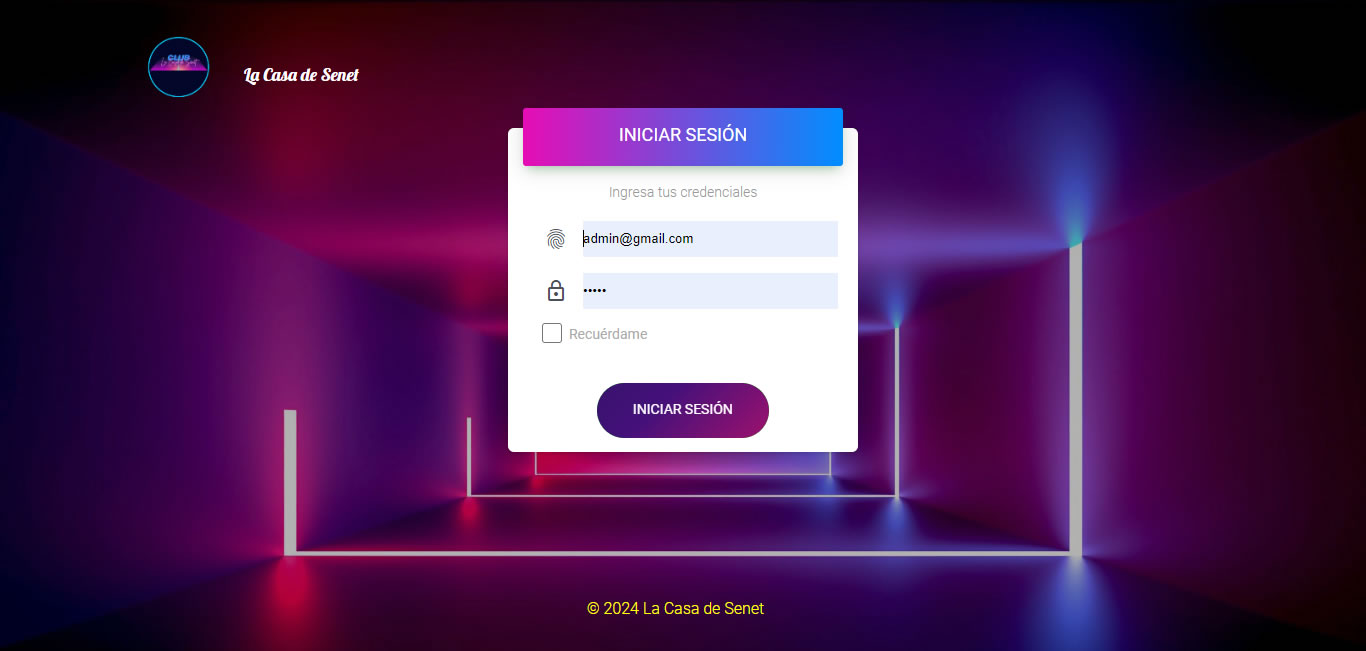 CLUB
La Casa de Senet
INICIAR SESIÓN
Ingresa tus credenciales
admin@gmail.com
•••••
Recuérdame
INICIAR SESIÓN
© 2024 La Casa de Senet